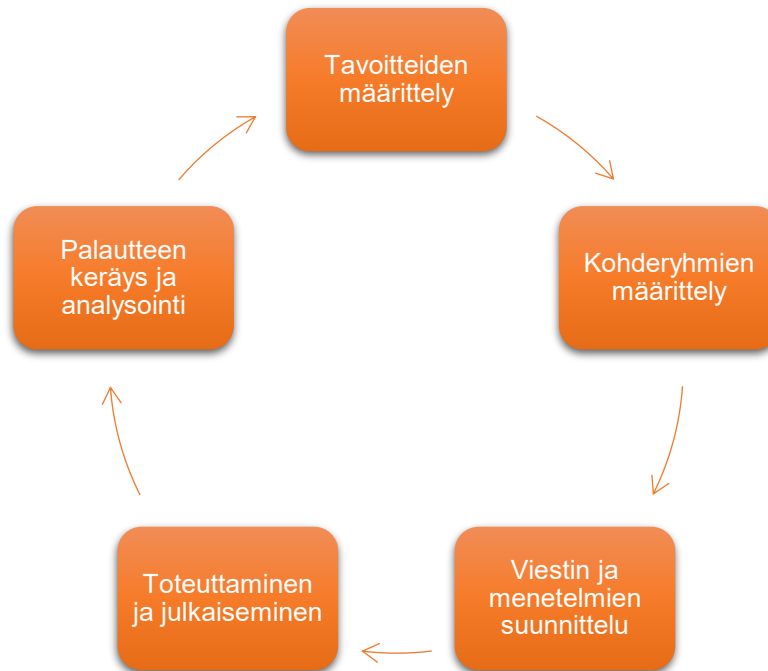 Tavoitteiden
määrittely
Kohderyhmien
määrittely
Viestin ja
menetelmien
suunnittelu
Toteuttaminen
ja julkaiseminen
Palautteen
keräys ja
analysointi